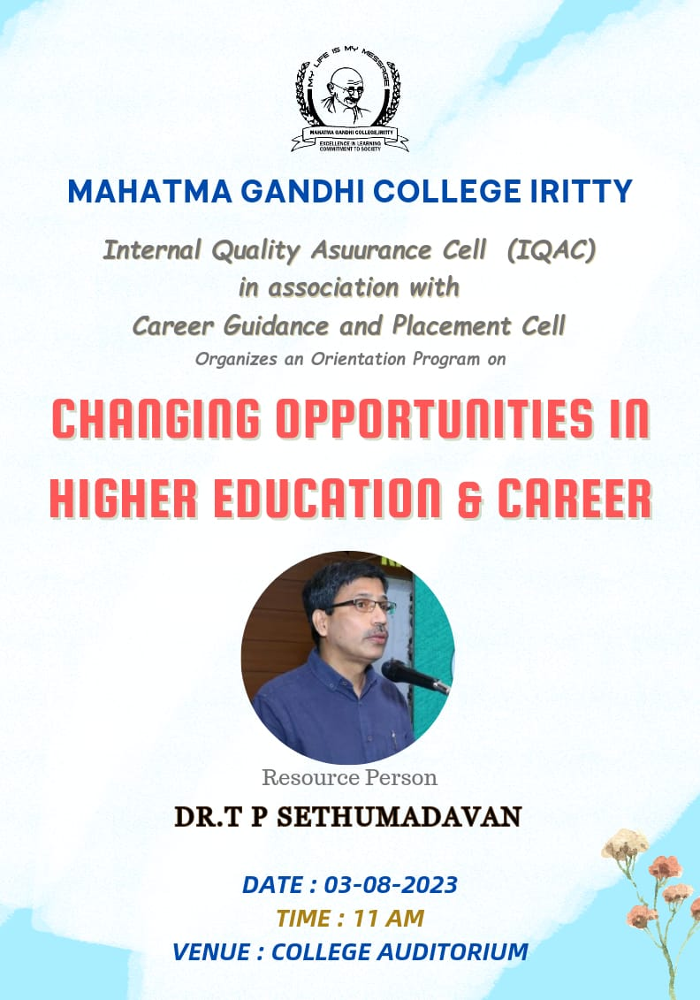 MY LIFE IS MY MESSAGE
MAHATMA GANDHI COLLEGE,IRITTY
EXCELLENCE IN LEARNING
COMMITMENT TO SOCIETY
MAHATMA GANDHI COLLEGE IRITTY
Internal Quality Asuurance Cell (IQAC)
in association with
Career Guidance and Placement Cell
Organizes an Orientation Program on
CHANGING OPPORTUNITIES IN
HIGHER EDUCATION & CAREER
Resource Person
DR.T P SETHUMADAVAN
DATE : 03-08-2023
TIME : 11 AM
VENUE : COLLEGE AUDITORIUM